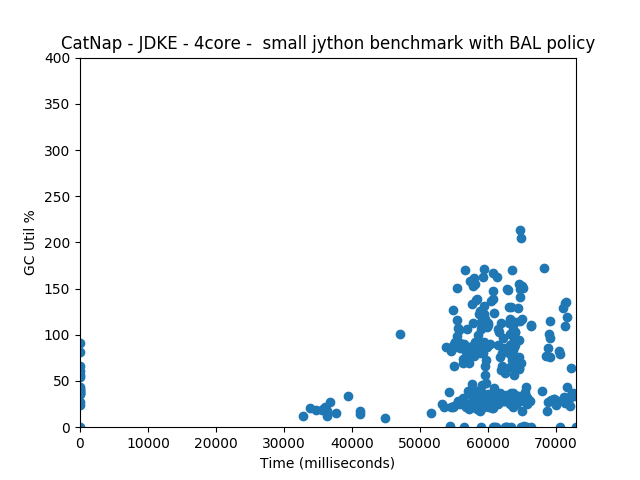 CatNap - JDKE - 4core -  small jython benchmark with BAL policy
400
350
300
250
200
150
100
50
0
GC Util %
0 10000 20000 30000 40000 50000 60000 70000
Time (milliseconds)